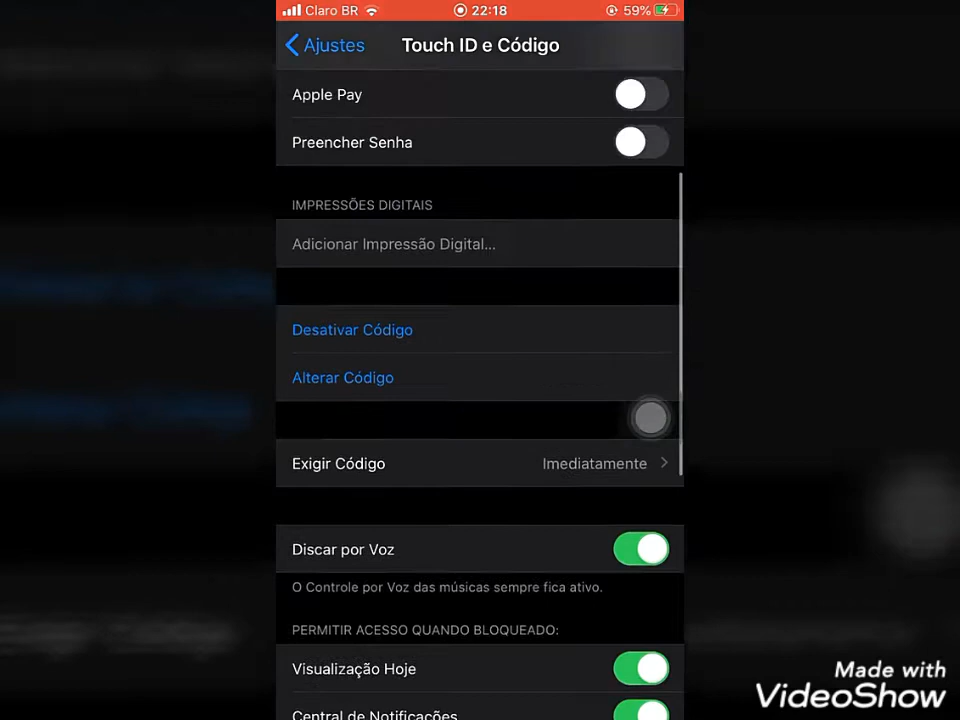 Claro BR 22:18 59%
Ajustes Touch ID e Código
Apple Pay
Preencher Senha
IMPRESSÕES DIGITAIS
Adicionar Impressão Digital...
Desativar Código
Alterar Código
Exigir Código Imediatamente
Discar por Voz
O Controle por Voz das músicas sempre fica ativo.
PERMITIR ACESSO QUANDO BLOQUEADO:
Visualização Hoje
Central de Notificações
Made with
VideoShow